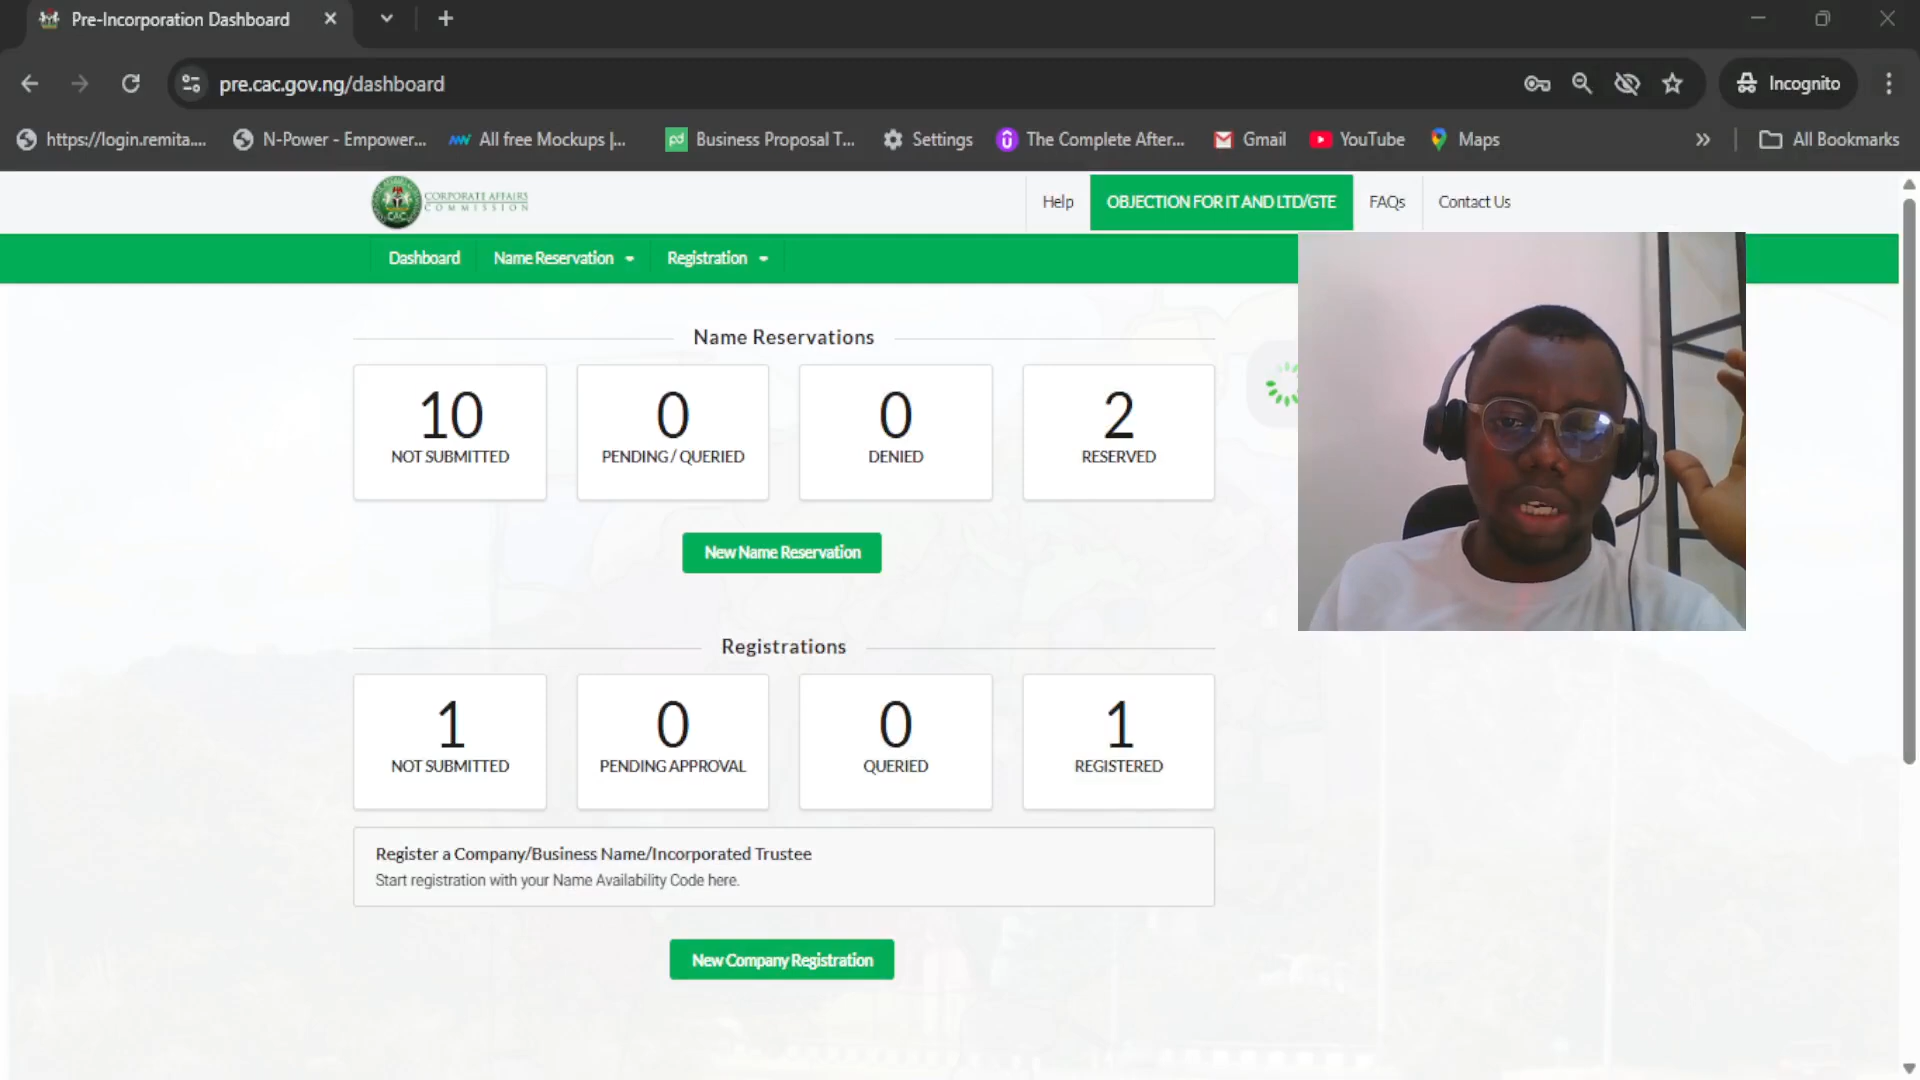 Pre-Incorporation Dashboard
pre.cac.gov.ng/dashboard
Incognito
https://login.remita....
N-Power - Empower...
All free Mockups |...
pd
Business Proposal T...
Settings
The Complete After...
Gmail
YouTube
Maps
All Bookmarks
CAC
CORPORATE AFFAIRS
COMMISSION
Help
OBJECTION FOR IT AND LTD/GTE
FAQs
Contact Us
Dashboard
Name Reservation
Registration
Name Reservations
10
NOT SUBMITTED
0
PENDING / QUERIED
0
DENIED
2
RESERVED
New Name Reservation
Registrations
1
NOT SUBMITTED
0
PENDING APPROVAL
0
QUERIED
1
REGISTERED
Register a Company/Business Name/Incorporated Trustee
Start registration with your Name Availability Code here.
New Company Registration